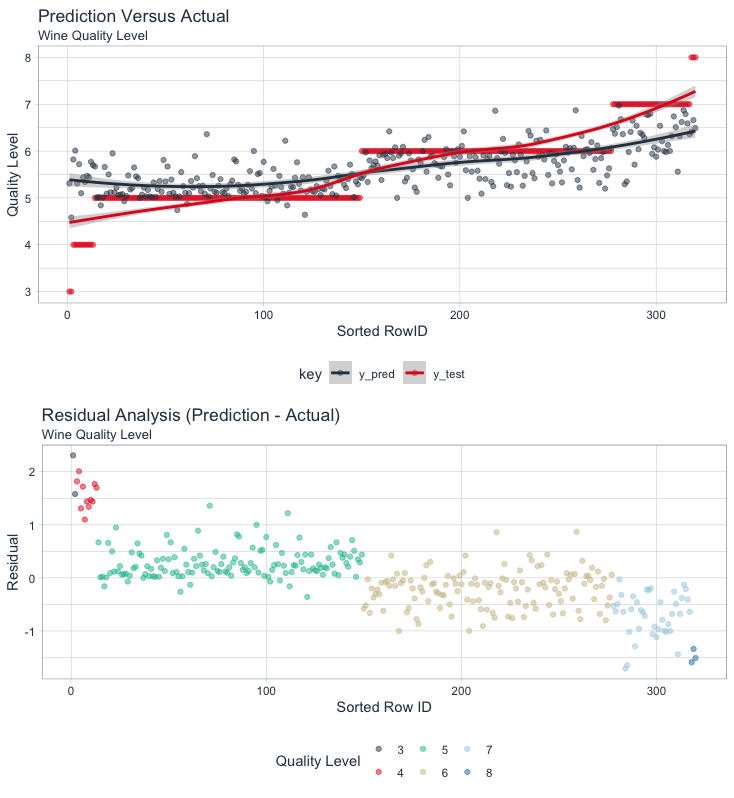 Prediction Versus Actual
Wine Quality Level
8
7
6
5
4
3
Quality Level
0 100 200 300
Sorted RowID
key y_pred y_test
Residual Analysis (Prediction - Actual)
Wine Quality Level
2
1
0
-1
Residual
0 100 200 300
Sorted Row ID
Quality Level
3 5 7
4 6 8